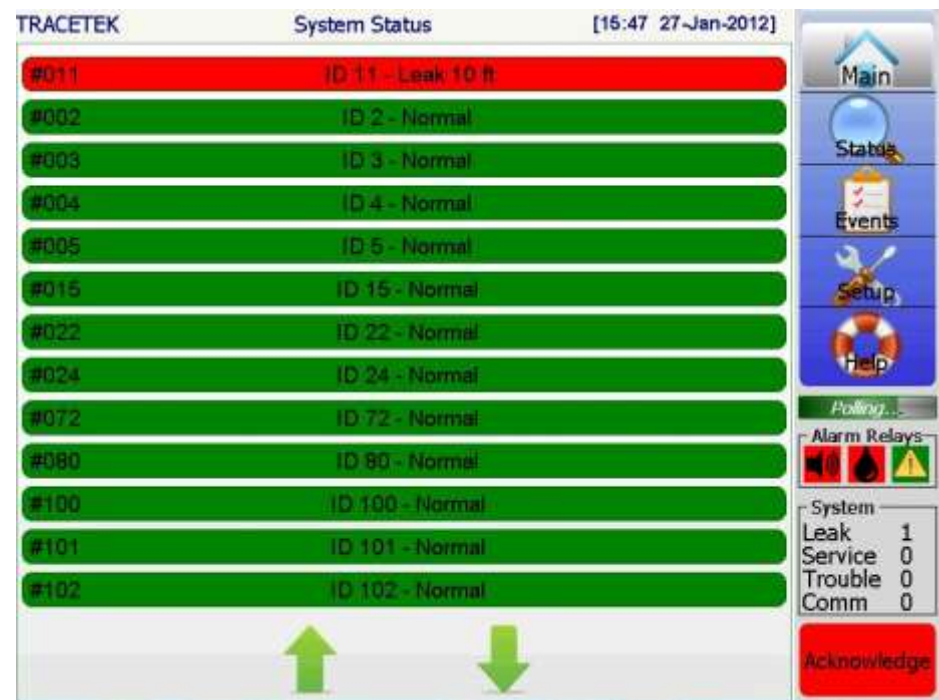 TRACETEK System Status [15:47 27-Jan-2012]
#011 ID 11 - Leak 10 ft
#002 ID 2 - Normal
#003 ID 3 - Normal
#004 ID 4 - Normal
#005 ID 5 - Normal
#015 ID 15 - Normal
#022 ID 22 - Normal
#024 ID 24 - Normal
#072 ID 72 - Normal
#080 ID 80 - Normal
#100 ID 100 - Normal
#101 ID 101 - Normal
#102 ID 102 - Normal
Main
Status
Events
Setup
Help
Polling...
Alarm Relays
System
Leak 1
Service 0
Trouble 0
Comm 0
Acknowledge